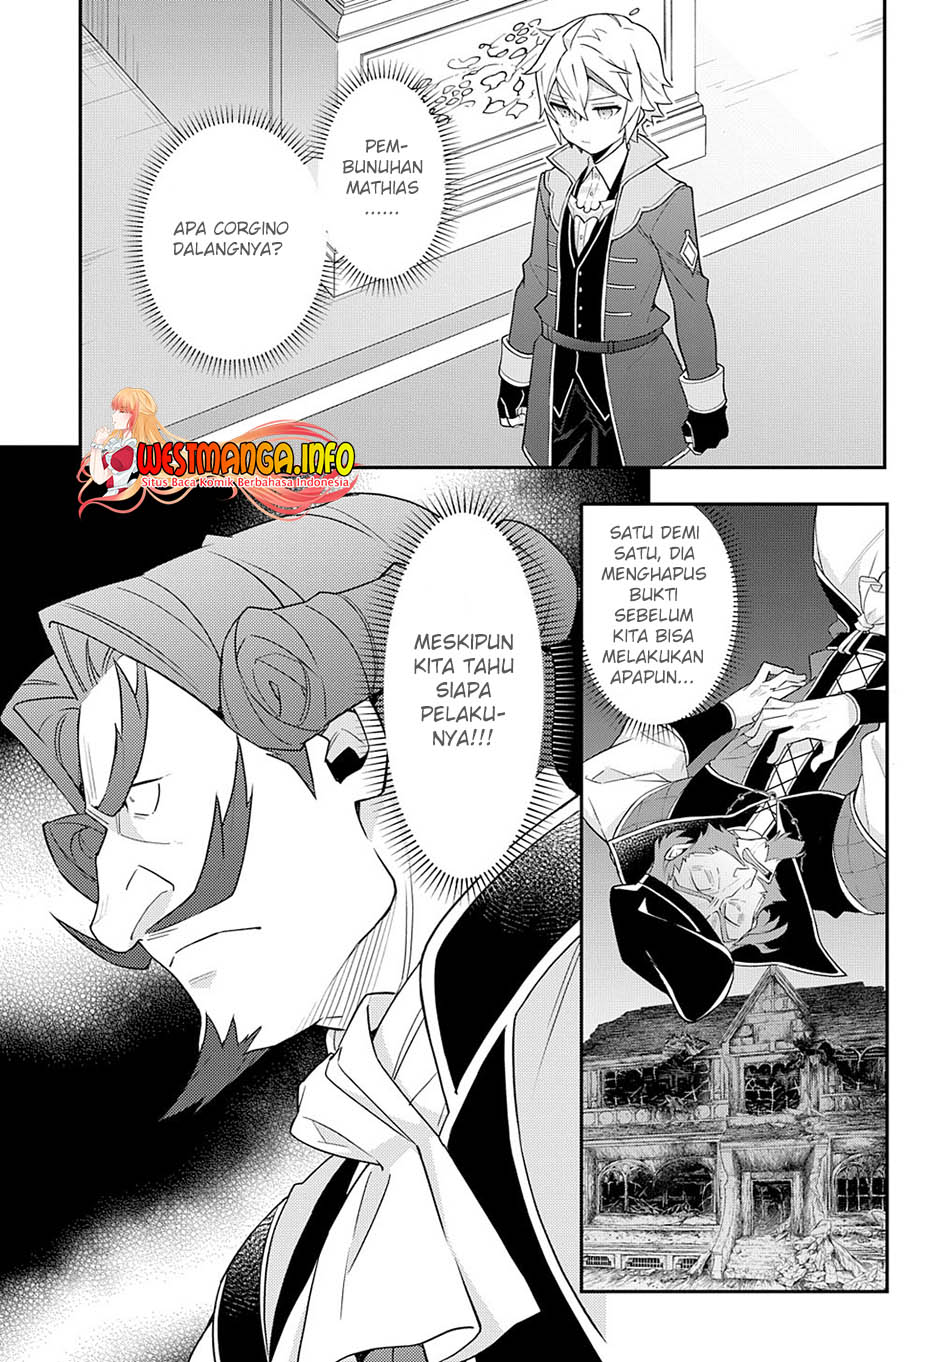 PEM-
BUNUHAN
MATHIAS
......
APA CORGINO
DALANGNYA?
WESTMANGA.INFO
Situs Baca Komik Berbahasa Indonesia
SATU DEMI
SATU, DIA
MENGHAPUS
BUKTI
SEBELUM
KITA BISA
MELAKUKAN
APAPUN...
MESKIPUN
KITA TAHU
SIAPA
PELAKU-
NYA!!!